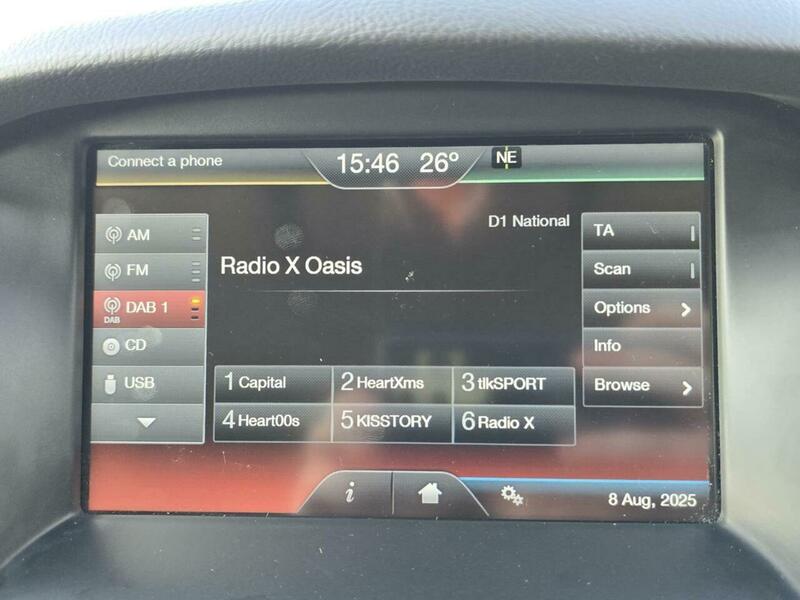 Connect a phone
15:46 26º NE
D1 National
AM
FM
DAB 1
DAB
CD
USB
Radio X Oasis
1 Capital
2 HeartXms
3 tlkSPORT
4 Heart00s
5 KISSTORY
6 Radio X
TA
Scan
Options
Info
Browse
i
8 Aug, 2025